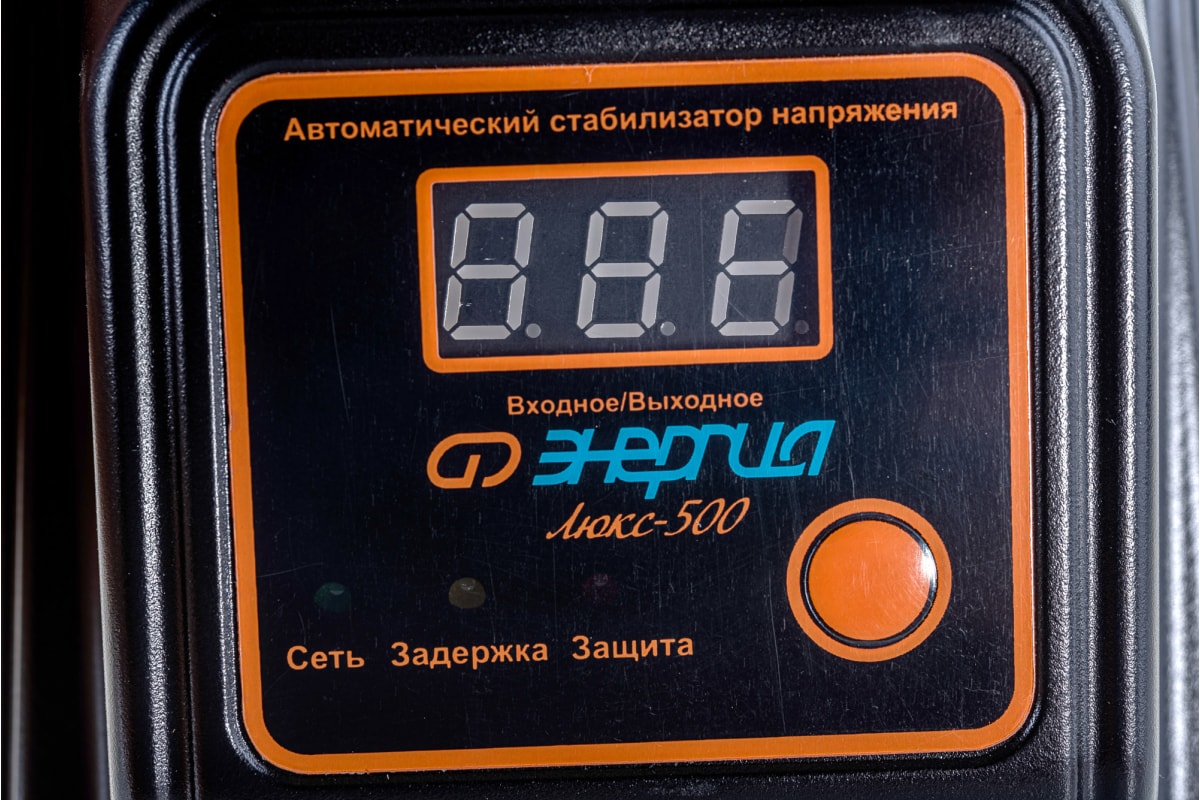 Автоматический стабилизатор напряжения
Входное/Выходное
энергия
Люкс-500
Сеть Задержка Защита